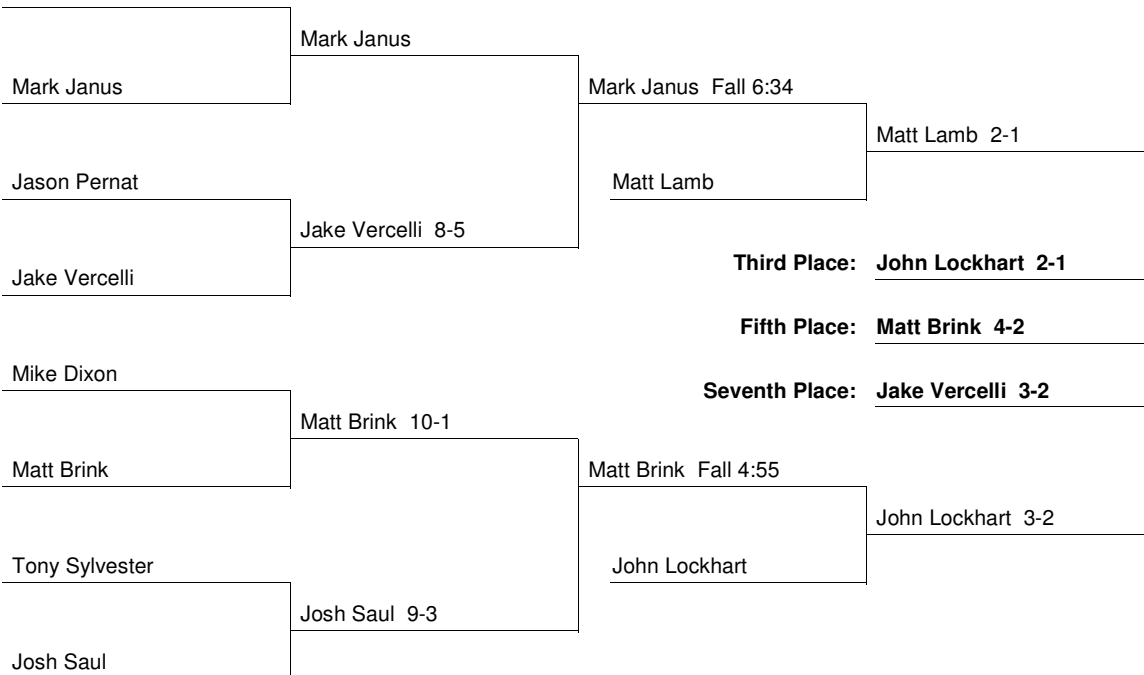 Mark Janus
Mark Janus
Mark Janus Fall 6:34
Matt Lamb 2-1
Jason Pernat
Matt Lamb
Jake Vercelli 8-5
Third Place: John Lockhart 2-1
Jake Vercelli
Fifth Place: Matt Brink 4-2
Mike Dixon
Seventh Place: Jake Vercelli 3-2
Matt Brink 10-1
Matt Brink
Matt Brink Fall 4:55
John Lockhart 3-2
Tony Sylvester
John Lockhart
Josh Saul 9-3
Josh Saul